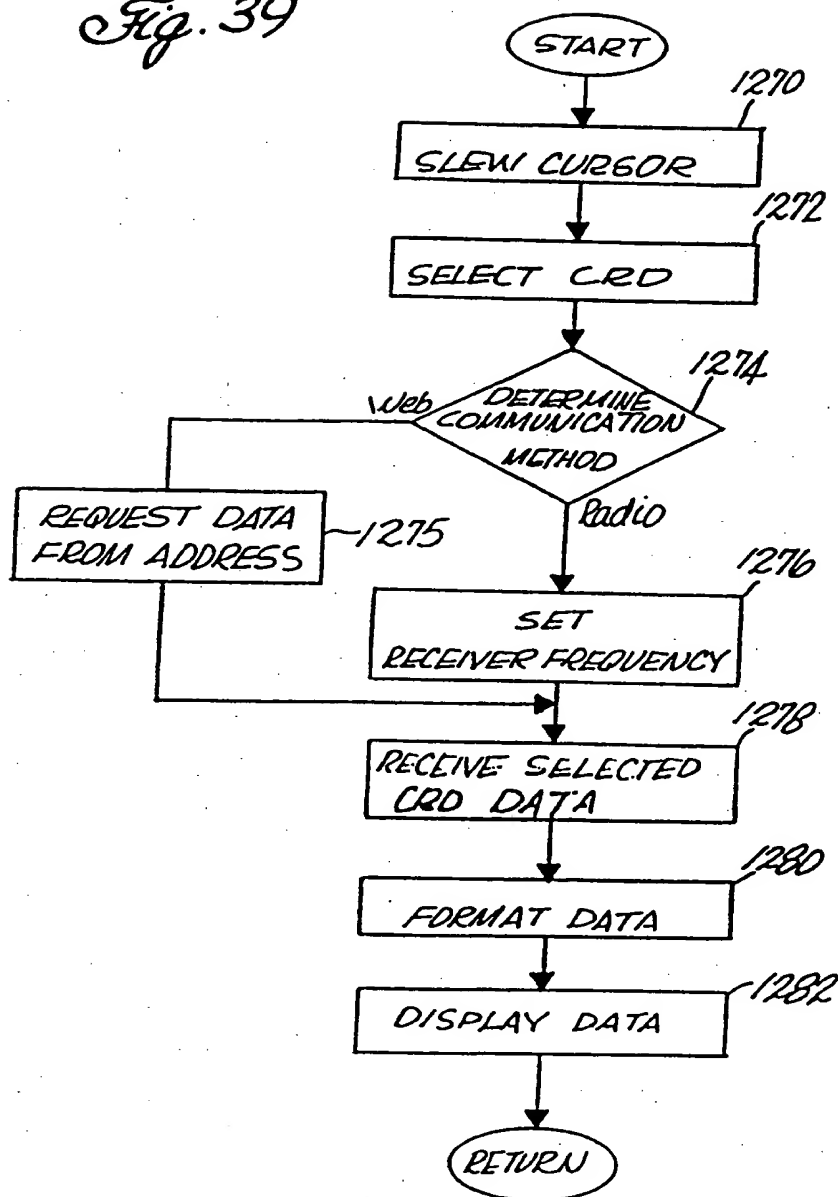 Fig. 39
START
1270
SLEW CURSOR
1272
SELECT CRD
1274
DETERMINE
COMMUNICATION
METHOD
Web
Radio
REQUEST DATA
FROM ADDRESS
1275
1276
SET
RECEIVER FREQUENCY
1278
RECEIVE SELECTED
CRD DATA
1280
FORMAT DATA
1282
DISPLAY DATA
RETURN